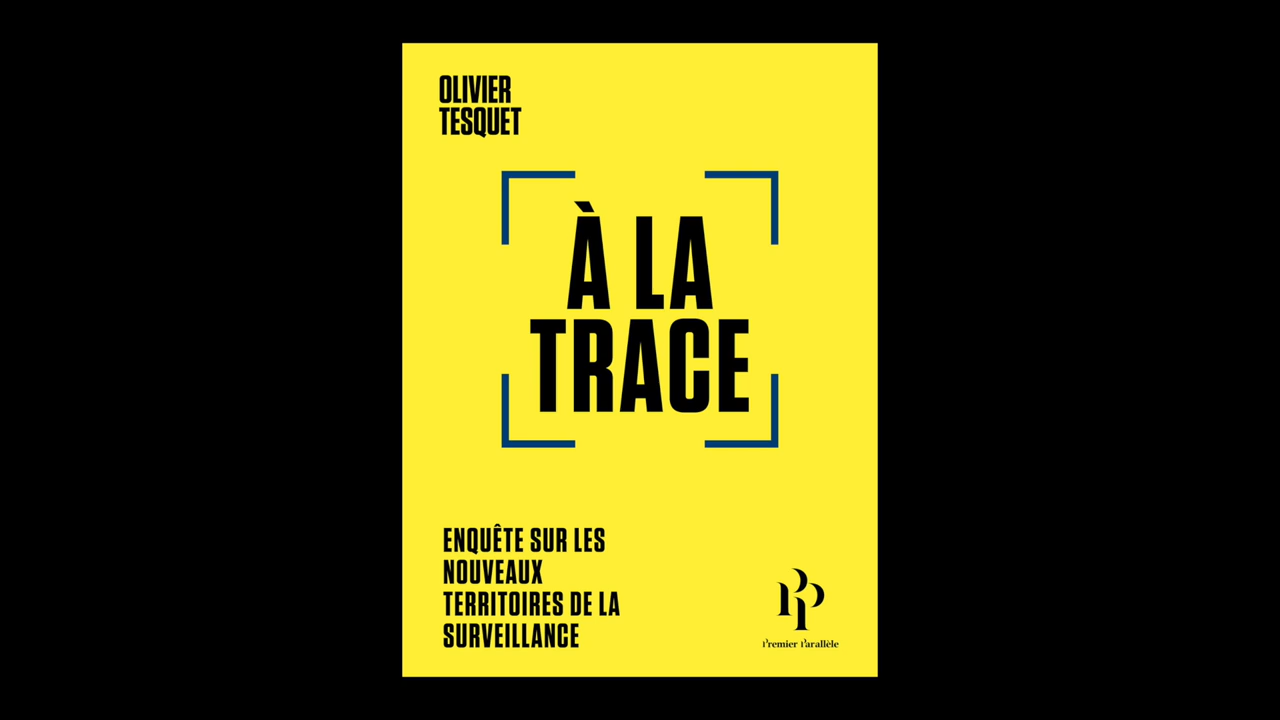 OLIVIER
TESQUET
À LA
TRACE
ENQUÊTE SUR LES
NOUVEAUX
TERRITOIRES DE LA
SURVEILLANCE
PP
Premier Parallèle